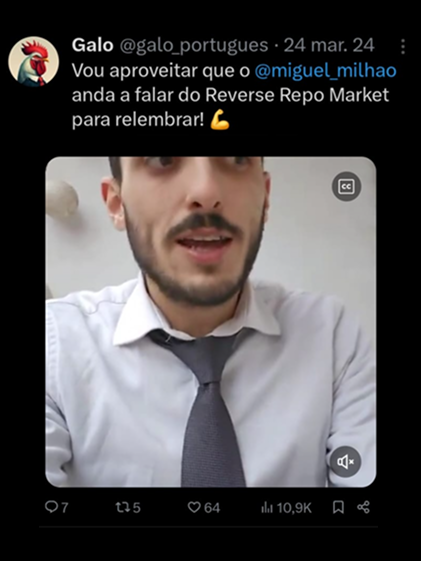 Galo @galo_portugues · 24 mar. 24
Vou aproveitar que o @miguel_milhao
anda a falar do Reverse Repo Market
para relembrar! 💪
CC
7 5 64 10,9K